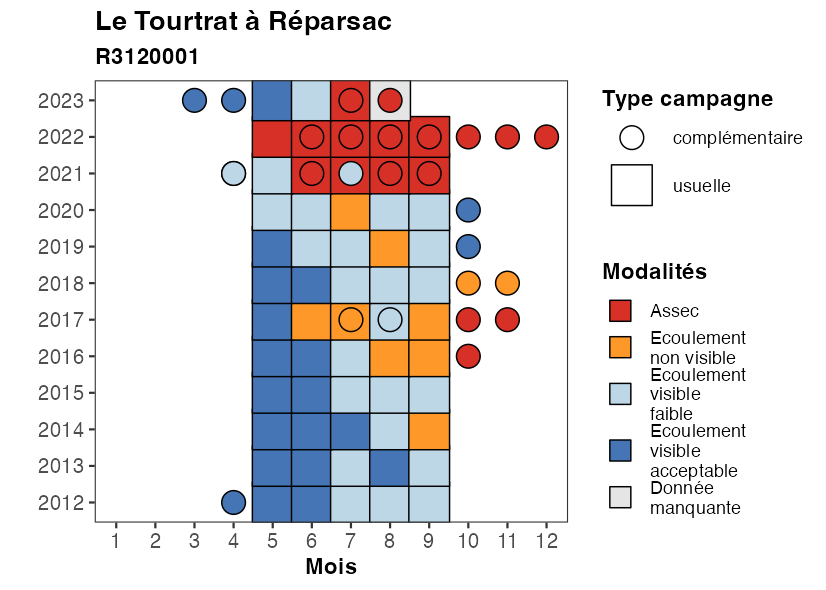 Le Tourtrat à Réparsac
R3120001
2023
2022
2021
2020
2019
2018
2017
2016
2015
2014
2013
2012
1 2 3 4 5 6 7 8 9 10 11 12
Mois
Type campagne
complémentaire
usuelle
Modalités
Assec
Ecoulement
non visible
Ecoulement
visible
faible
Ecoulement
visible
acceptable
Donnée
manquante